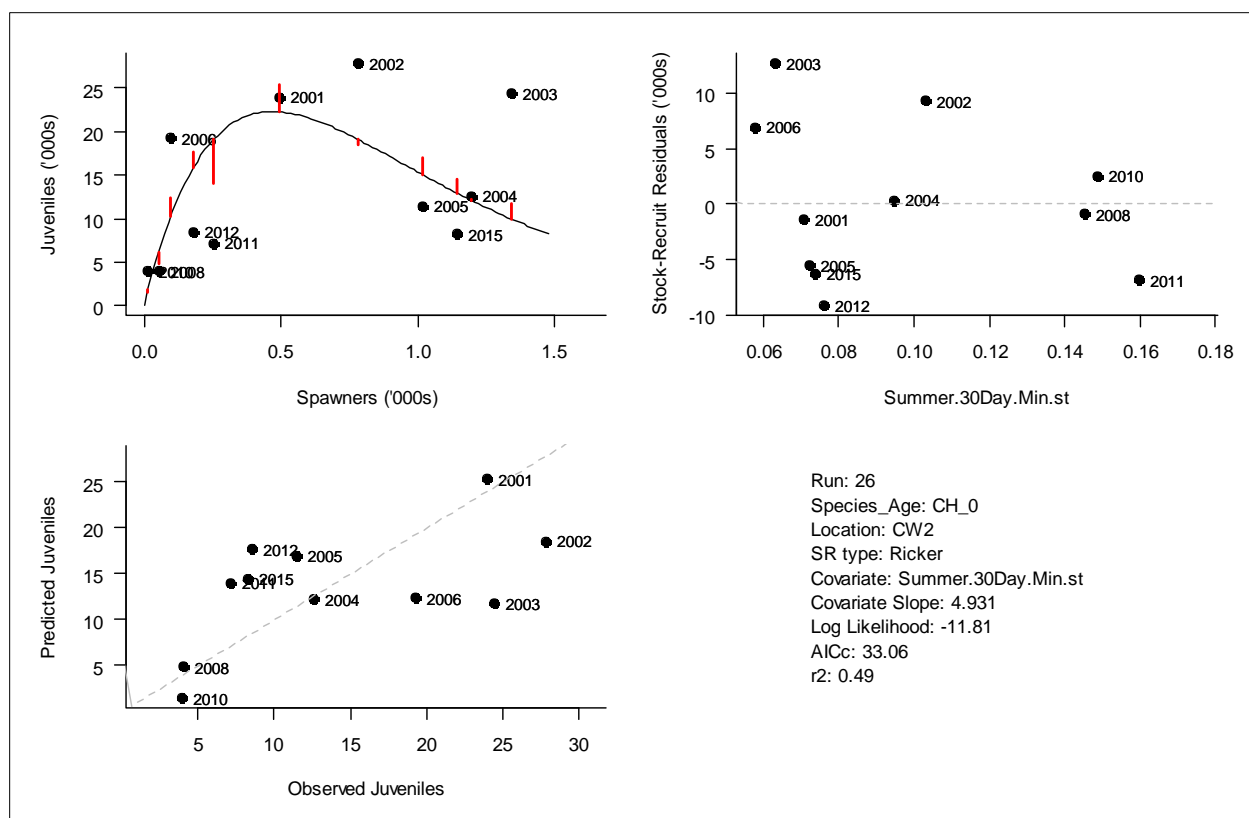 Juveniles ('000s)
25
20
15
10
5
0
2002
2001
2003
2006
2004
2005
2012
2011
2015
2010
2008
0.0 0.5 1.0 1.5
Spawners ('000s)
Stock-Recruit Residuals ('000s)
10
5
0
-5
-10
2003
2002
2006
2010
2004
2008
2001
2005
2015
2011
2012
0.06 0.08 0.10 0.12 0.14 0.16 0.18
Summer.30Day.Min.st
Predicted Juveniles
25
20
15
10
5
2001
2002
2012
2005
2015
2011
2004
2006
2003
2008
2010
5 10 15 20 25 30
Observed Juveniles
Run: 26
Species_Age: CH_0
Location: CW2
SR type: Ricker
Covariate: Summer.30Day.Min.st
Covariate Slope: 4.931
Log Likelihood: -11.81
AICc: 33.06
r2: 0.49